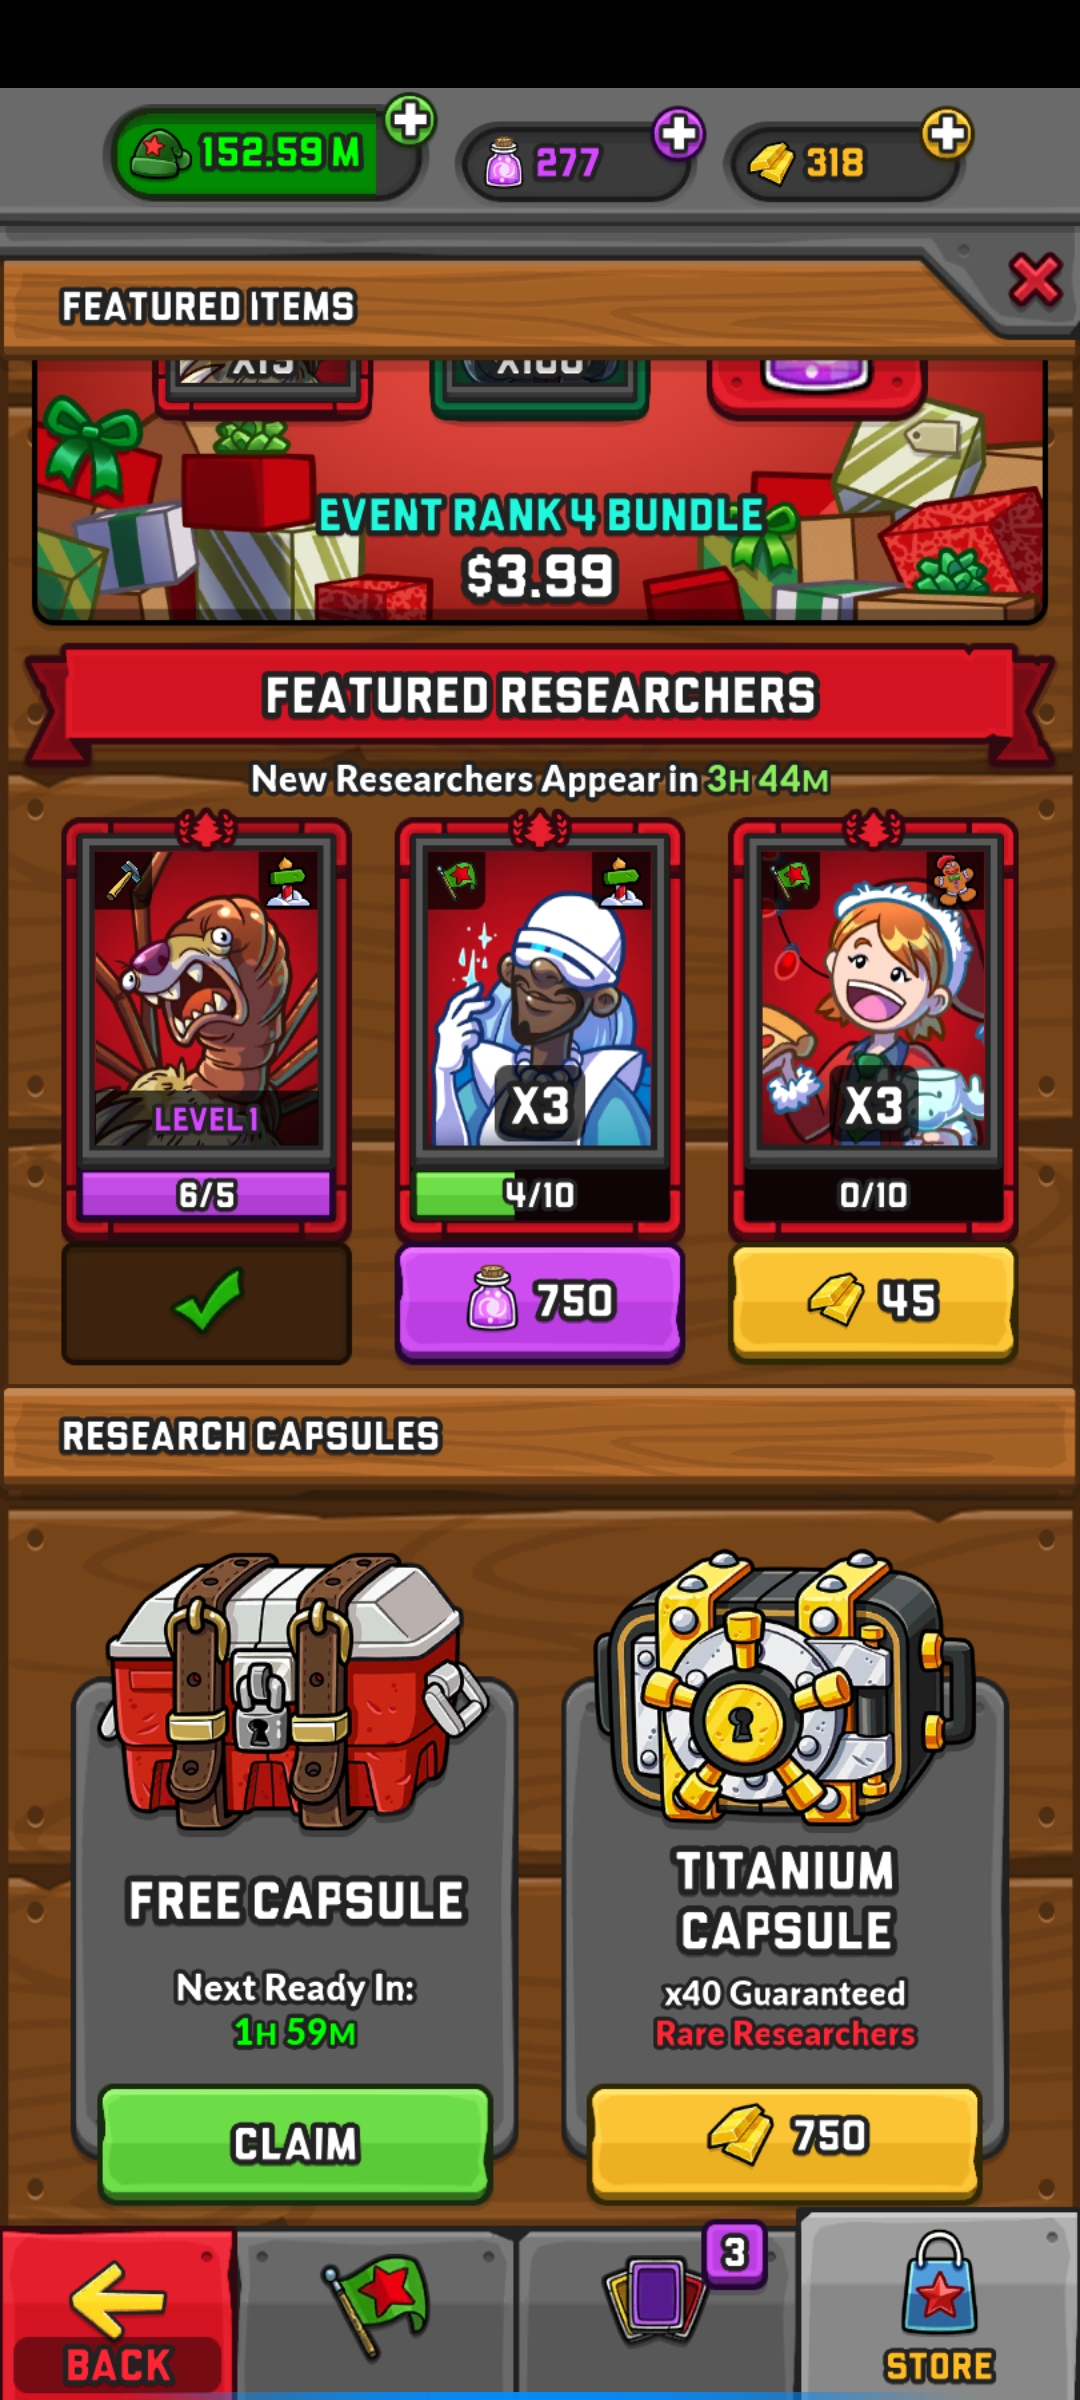 152.59 M
277
318
FEATURED ITEMS
X15
X100
EVENT RANK 4 BUNDLE
$3.99
FEATURED RESEARCHERS
New Researchers Appear in 3H 44M
LEVEL 1
X3
X3
6/5
4/10
0/10
750
45
RESEARCH CAPSULES
FREE CAPSULE
Next Ready In:
1H 59M
CLAIM
TITANIUM
CAPSULE
x40 Guaranteed
Rare Researchers
750
3
BACK
STORE